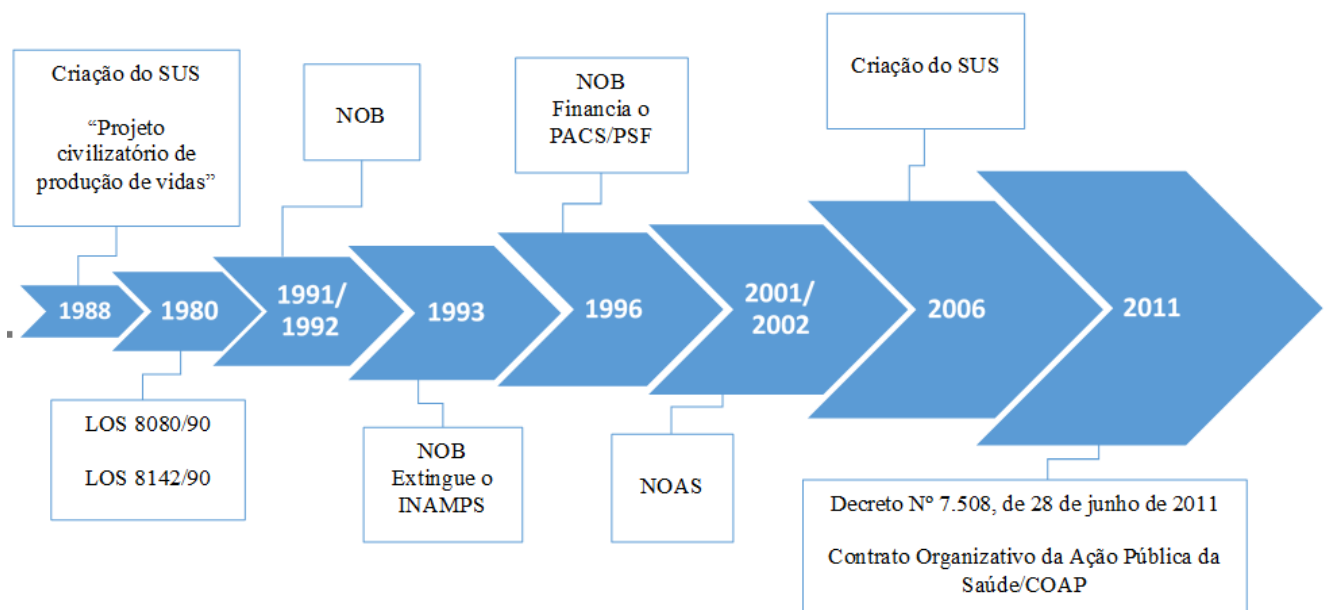 Criação do SUS
“Projeto
civilizatório de
produção de vidas”
NOB
NOB
Financia o
PACS/PSF
Criação do SUS
1988
1980
1991/
1992
1993
1996
2001/
2002
2006
2011
LOS 8080/90
LOS 8142/90
NOB
Extingue o
INAMPS
NOAS
Decreto Nº 7.508, de 28 de junho de 2011
Contrato Organizativo da Ação Pública da
Saúde/COAP